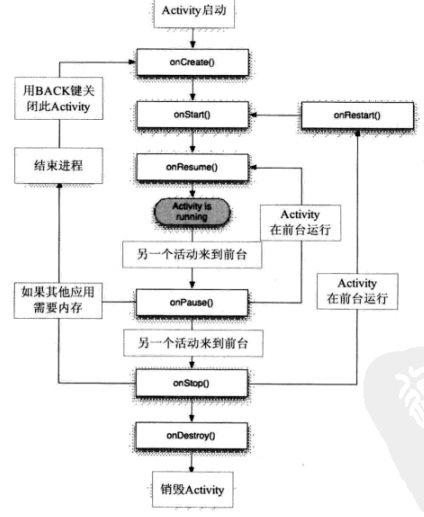 Activity启动
onCreate()
用BACK键关
闭此Activity
onStart()
onRestart()
结束进程
onResume()
Activity is
running
Activity
在前台运行
另一个活动来到前台
如果其他应用
需要内存
onPause()
Activity
在前台运行
另一个活动来到前台
onStop()
onDestroy()
销毁Activity